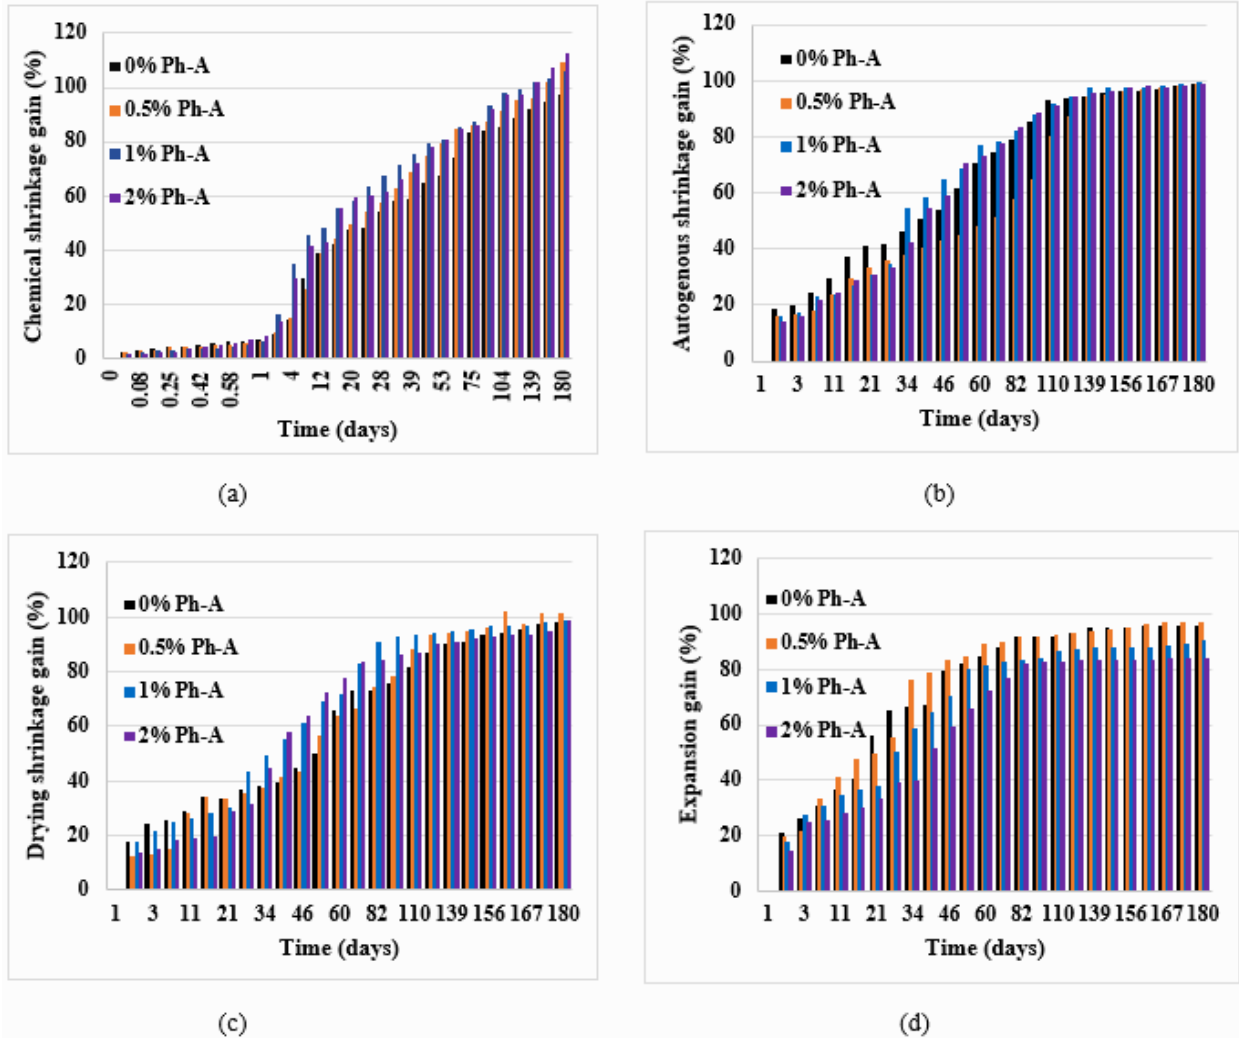 120
100
80
60
40
20
0
Chemical shrinkage gain (%)
0% Ph-A
0.5% Ph-A
1% Ph-A
2% Ph-A
0 0.08 0.25 0.42 0.58 1 4 12 20 28 39 53 75 104 139 180
Time (days)
(a)
120
100
80
60
40
20
0
Autogenous shrinkage gain (%)
0% Ph-A
0.5% Ph-A
1% Ph-A
2% Ph-A
1 3 11 21 34 46 60 82 110 139 156 167 180
Time (days)
(b)
120
100
80
60
40
20
0
Drying shrinkage gain (%)
0% Ph-A
0.5% Ph-A
1% Ph-A
2% Ph-A
1 3 11 21 34 46 60 82 110 139 156 167 180
Time (days)
(c)
120
100
80
60
40
20
0
Expansion gain (%)
0% Ph-A
0.5% Ph-A
1% Ph-A
2% Ph-A
1 3 11 21 34 46 60 82 110 139 156 167 180
Time (days)
(d)